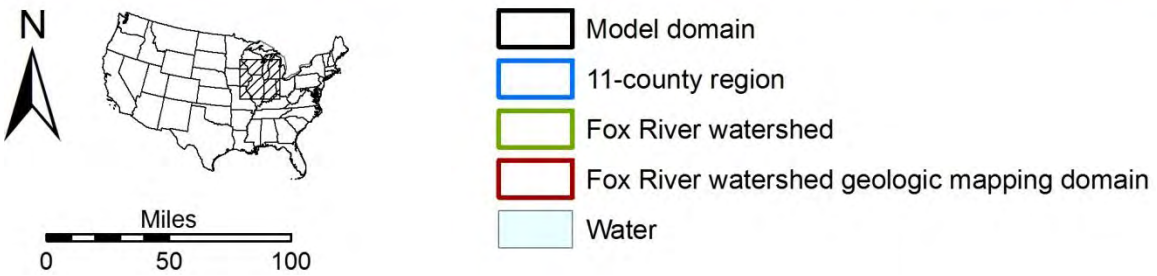 N
Miles
0 50 100
Model domain
11-county region
Fox River watershed
Fox River watershed geologic mapping domain
Water